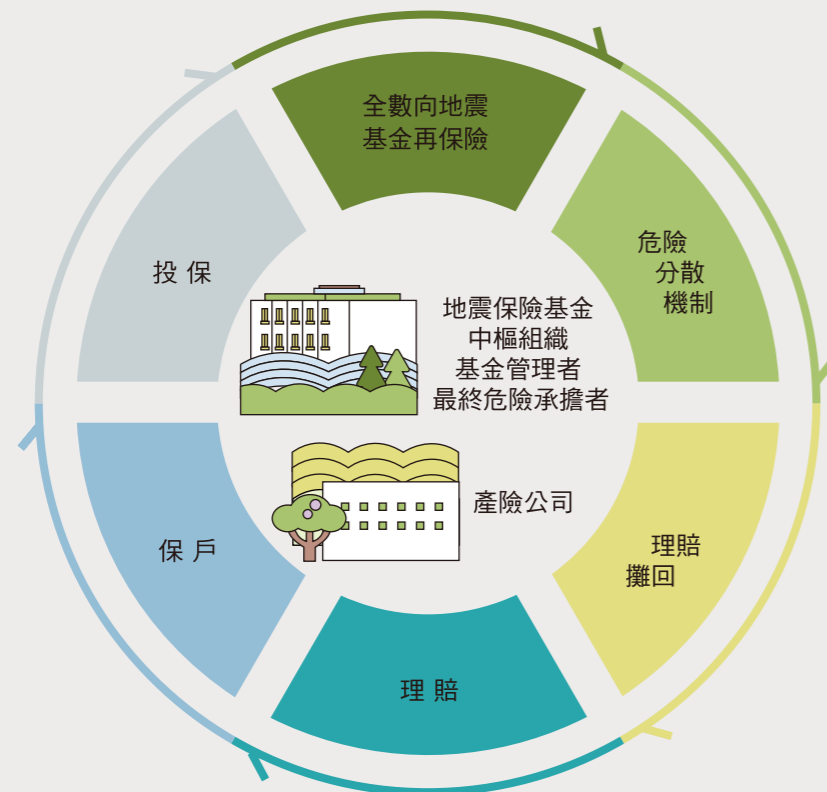 全數向地震
基金再保險
危險
分散
機制
投保
地震保險基金
中樞組織
基金管理者
最終危險承擔者
產險公司
保戶
理賠
攤回
理賠